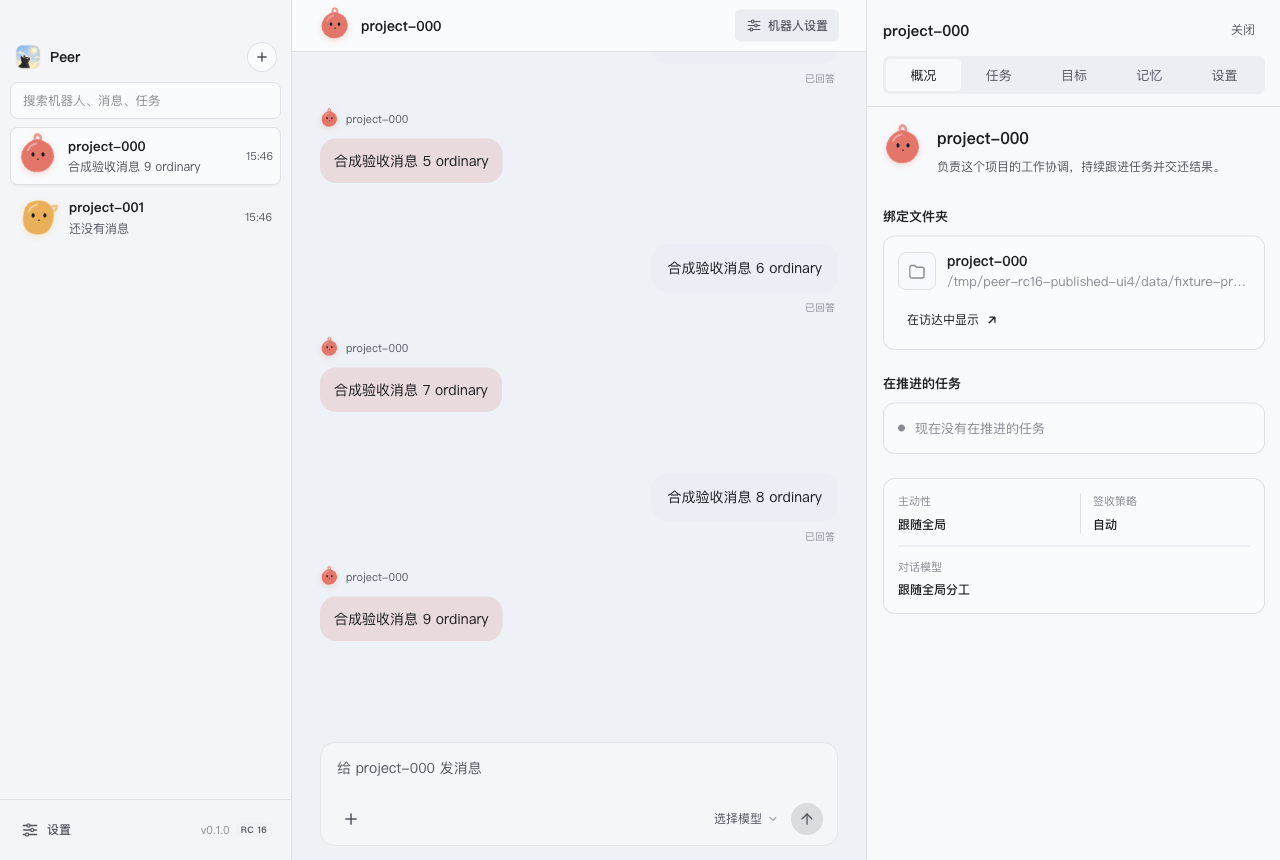 Peer
搜索机器人、消息、任务
project-000
15:46
合成验收消息 9 ordinary
project-001
15:46
还没有消息
设置
v0.1.0
RC 16
project-000
机器人设置
已回答
project-000
合成验收消息 5 ordinary
合成验收消息 6 ordinary
已回答
project-000
合成验收消息 7 ordinary
合成验收消息 8 ordinary
已回答
project-000
合成验收消息 9 ordinary
给 project-000 发消息
选择模型
project-000
关闭
概况
任务
目标
记忆
设置
project-000
负责这个项目的工作协调，持续跟进任务并交还结果。
绑定文件夹
project-000
/tmp/peer-rc16-published-ui4/data/fixture-pr...
在访达中显示
在推进的任务
现在没有在推进的任务
主动性
跟随全局
签收策略
自动
对话模型
跟随全局分工